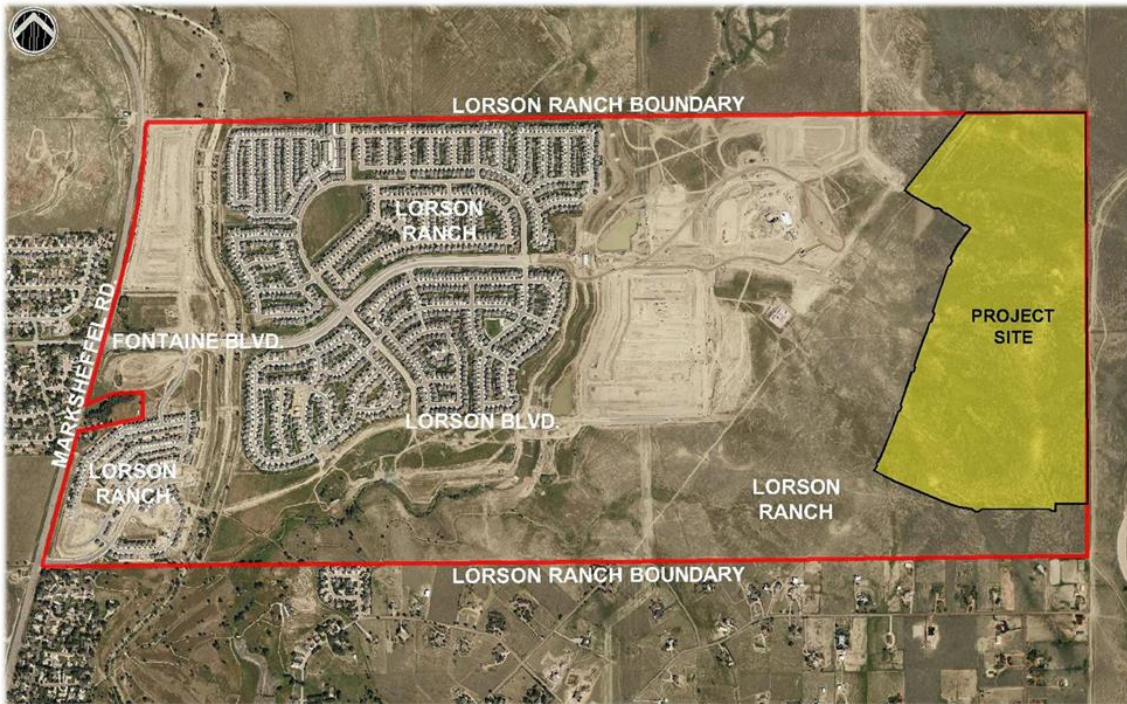 LORSON RANCH BOUNDARY
LORSON
RANCH
MARKSHEFFEL RD.
FONTAINE BLVD.
PROJECT
SITE
LORSON BLVD.
LORSON
RANCH
LORSON
RANCH
LORSON RANCH BOUNDARY